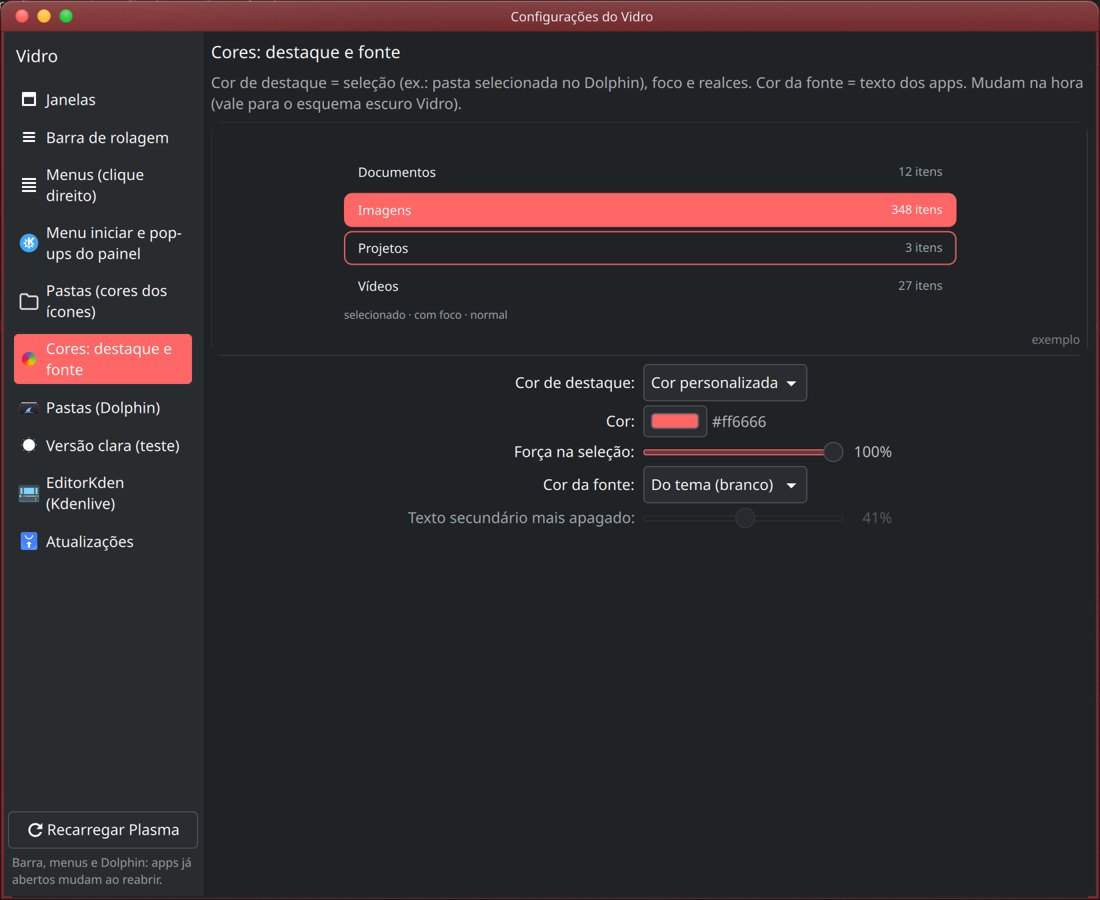 Configurações do Vidro
Vidro
Janelas
Barra de rolagem
Menus (clique
direito)
Menu iniciar e pop-
ups do painel
Pastas (cores dos
ícones)
Cores: destaque e
fonte
Pastas (Dolphin)
Versão clara (teste)
EditorKden
(Kdenlive)
Atualizações
Recarregar Plasma
Barra, menus e Dolphin: apps já
abertos mudam ao reabrir.
Cores: destaque e fonte
Cor de destaque = seleção (ex.: pasta selecionada no Dolphin), foco e realces. Cor da fonte = texto dos apps. Mudam na hora
(vale para o esquema escuro Vidro).
Documentos 12 itens
Imagens 348 itens
Projetos 3 itens
Vídeos 27 itens
selecionado · com foco · normal
exemplo
Cor de destaque: Cor personalizada
Cor: #ff6666
Força na seleção: 100%
Cor da fonte: Do tema (branco)
Texto secundário mais apagado: 41%